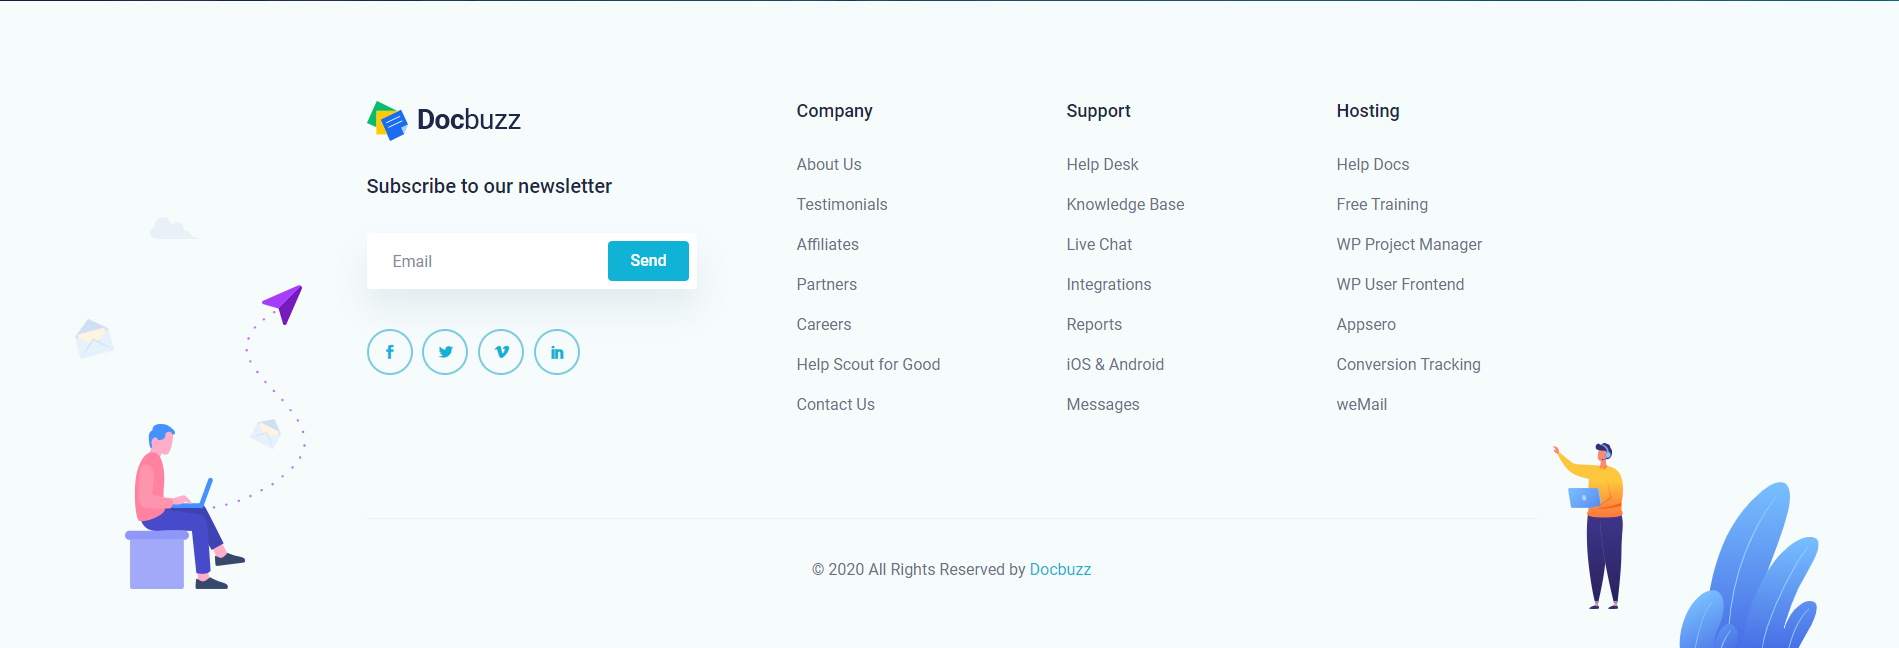 Docbuzz
Subscribe to our newsletter
Email
Send
Company
About Us
Testimonials
Affiliates
Partners
Careers
Help Scout for Good
Contact Us
Support
Help Desk
Knowledge Base
Live Chat
Integrations
Reports
iOS & Android
Messages
Hosting
Help Docs
Free Training
WP Project Manager
WP User Frontend
Appsero
Conversion Tracking
weMail
© 2020 All Rights Reserved by Docbuzz